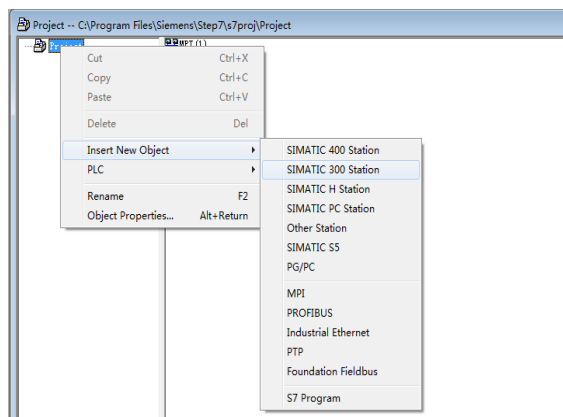 Project -- C:\Program Files\Siemens\Step7\s7proj\Project
Project
MPI(1)
Cut Ctrl+X
Copy Ctrl+C
Paste Ctrl+V
Delete Del
Insert New Object
PLC
Rename F2
Object Properties... Alt+Return
SIMATIC 400 Station
SIMATIC 300 Station
SIMATIC H Station
SIMATIC PC Station
Other Station
SIMATIC S5
PG/PC
MPI
PROFIBUS
Industrial Ethernet
PTP
Foundation Fieldbus
S7 Program